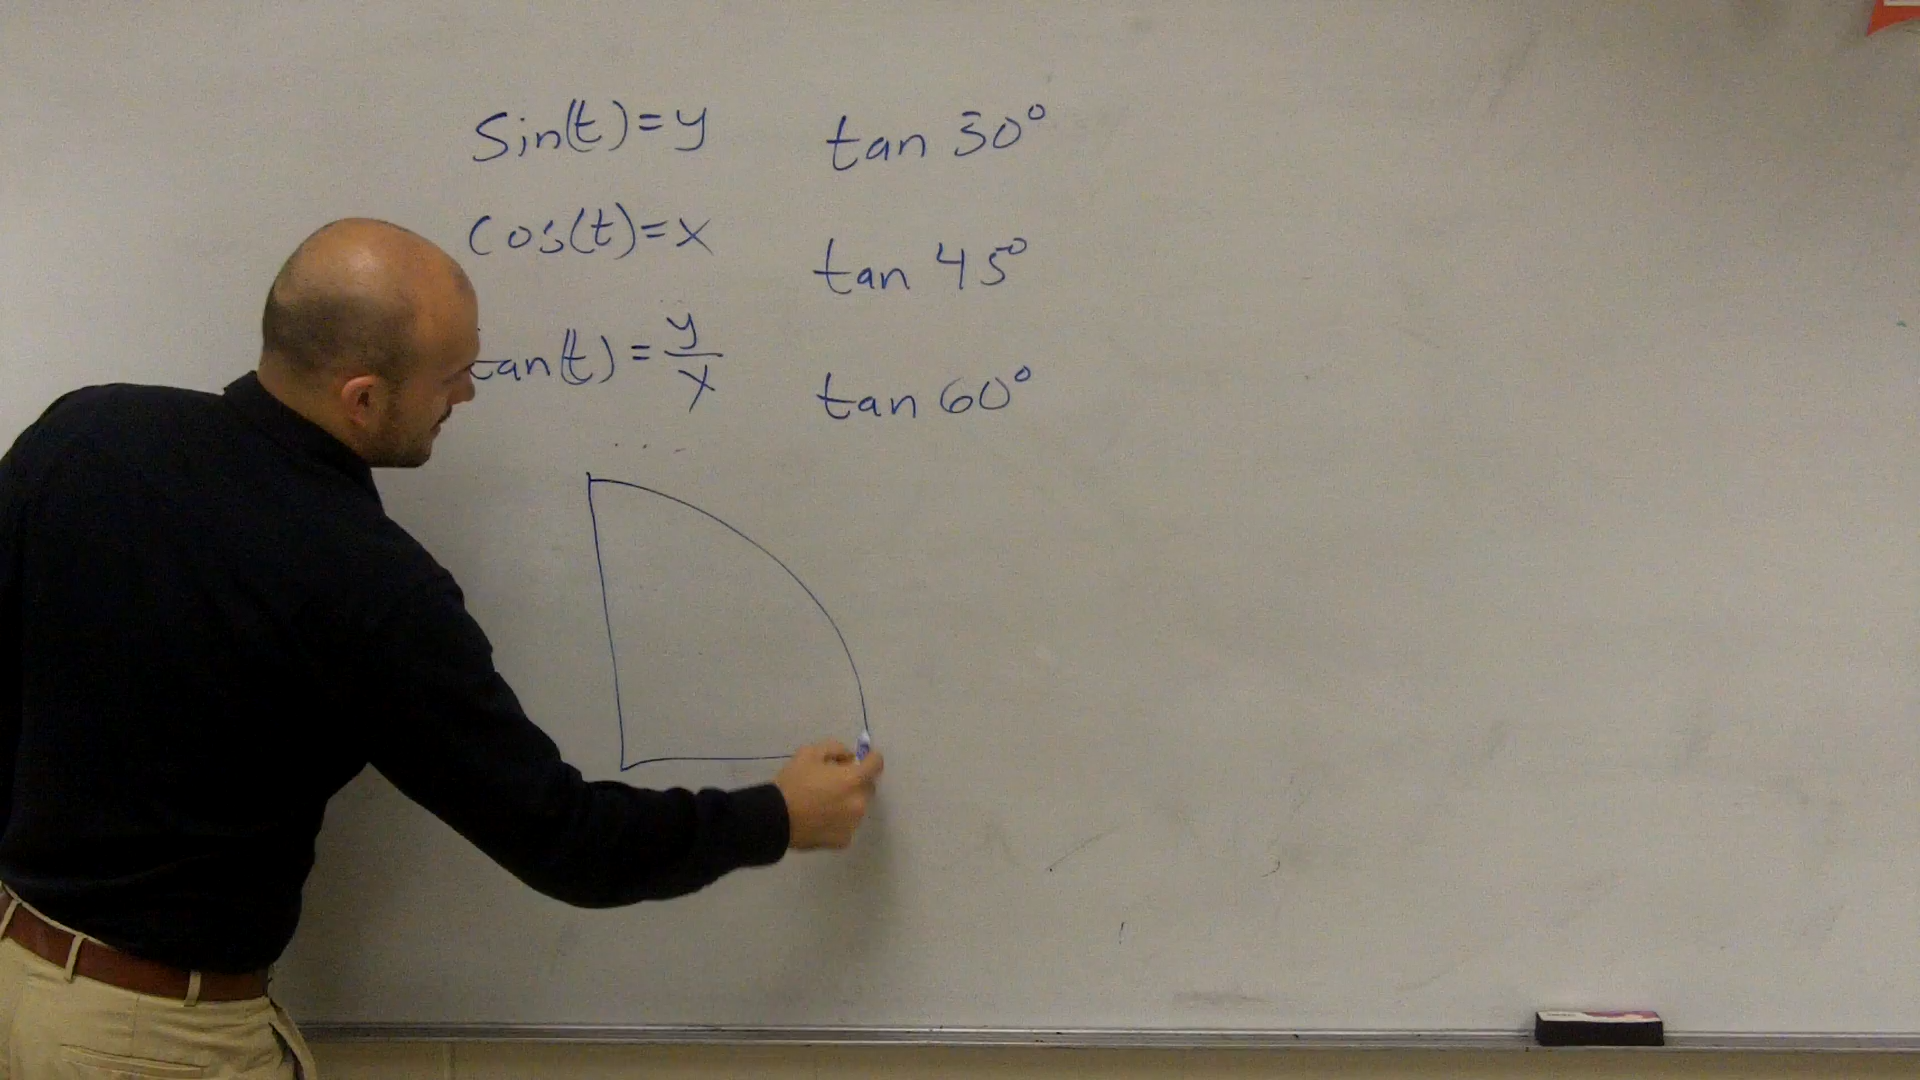 Sin(t)=y
Cos(t)=x
tan(t) = y/x
tan 30°
tan 45°
tan 60°